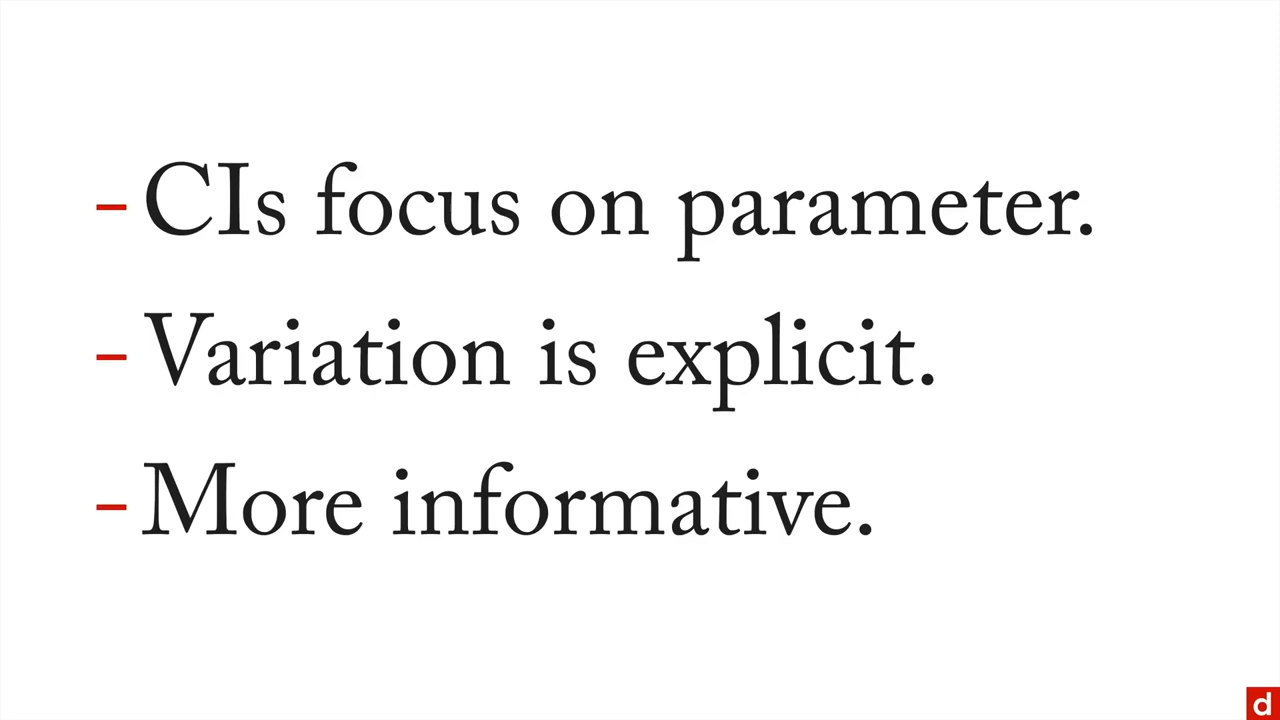 - CIs focus on parameter.
- Variation is explicit.
- More informative.
d